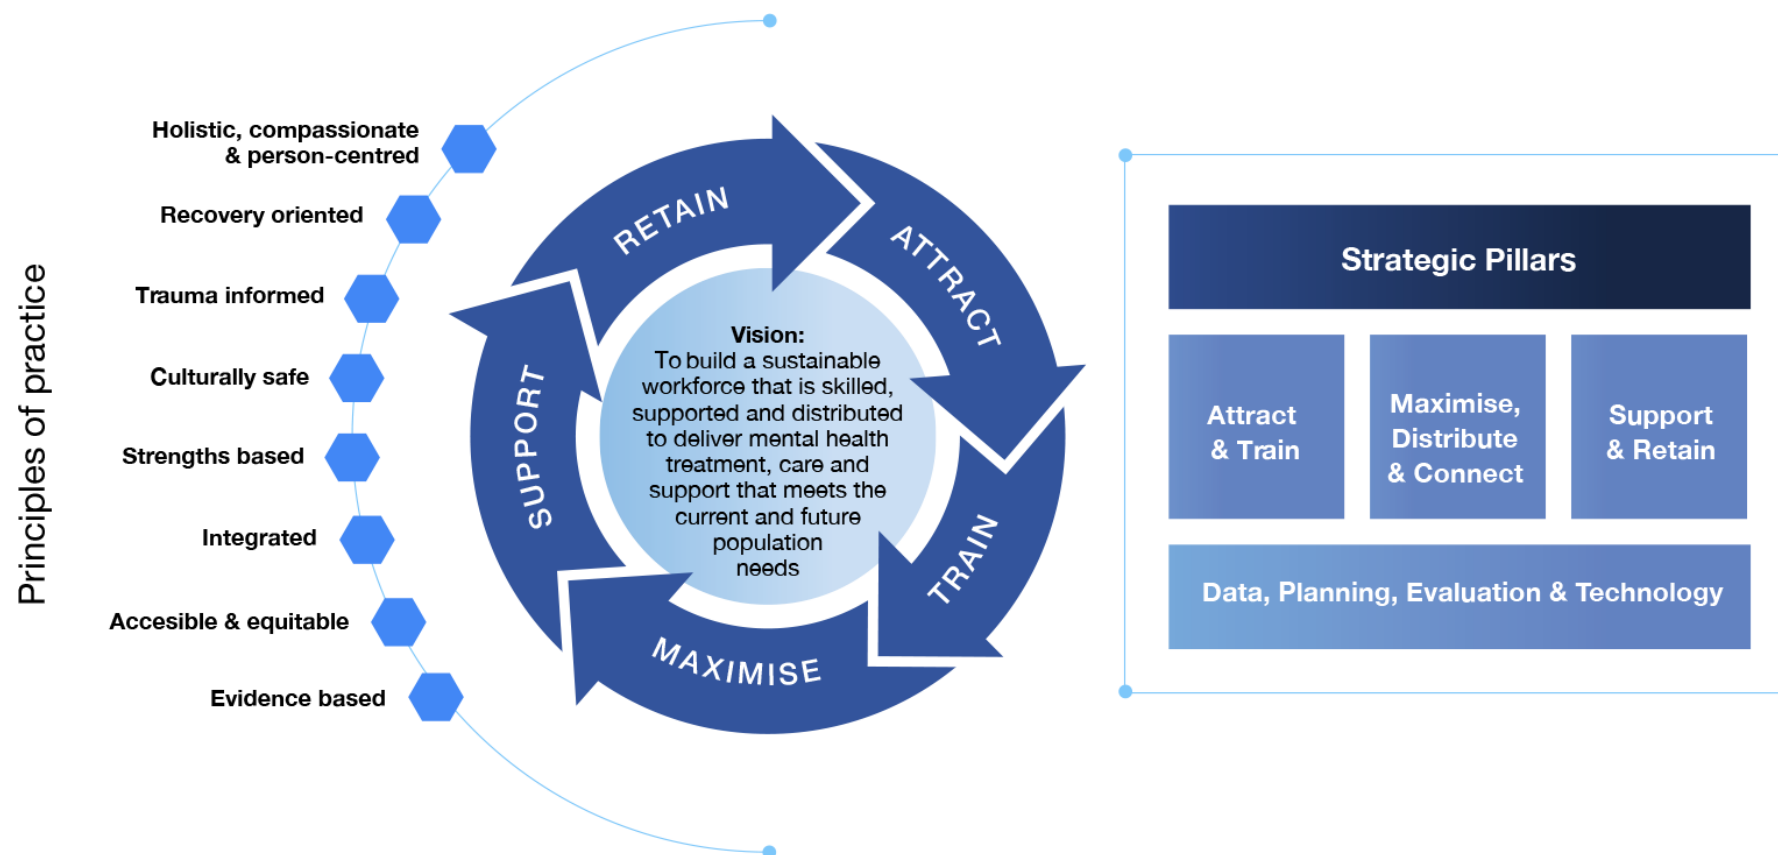 Principles of practice
Holistic, compassionate
& person-centred
Recovery oriented
Trauma informed
Culturally safe
Strengths based
Integrated
Accesible & equitable
Evidence based
RETAIN
ATTRACT
TRAIN
MAXIMISE
SUPPORT
Vision:
To build a sustainable
workforce that is skilled,
supported and distributed
to deliver mental health
treatment, care and
support that meets the
current and future
population
needs
Strategic Pillars
Attract
& Train
Maximise,
Distribute
& Connect
Support
& Retain
Data, Planning, Evaluation & Technology